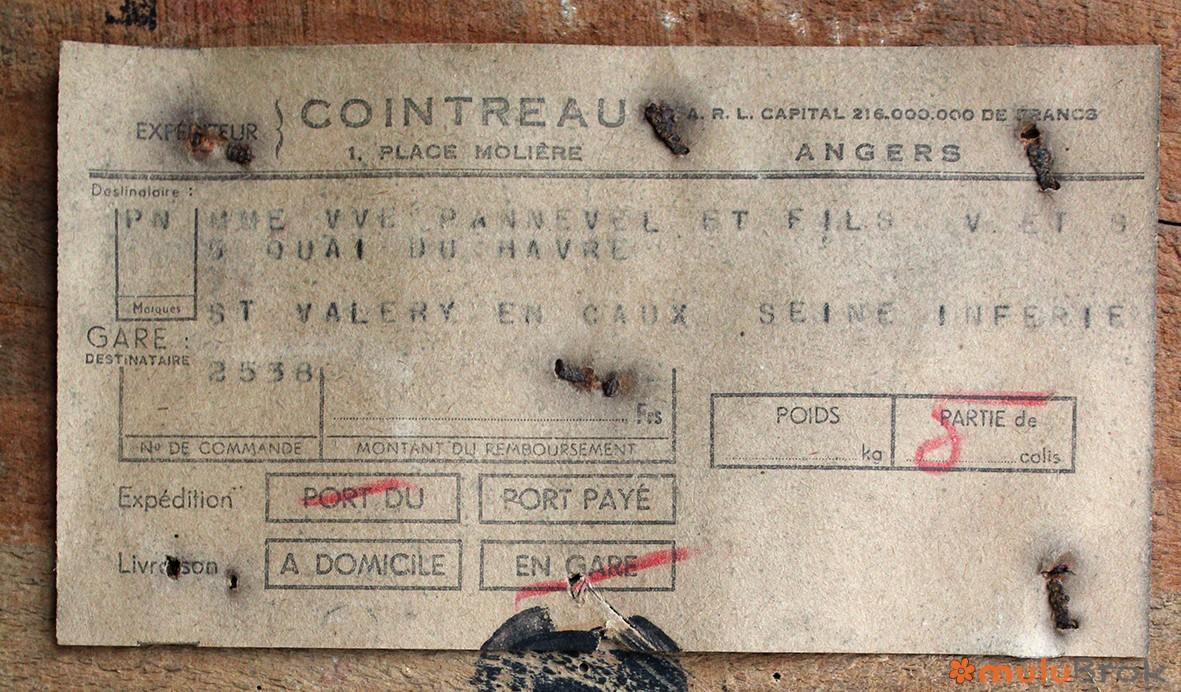 EXPÉDITEUR } COINTREAU A. R. L. CAPITAL 216.000.000 DE FRANCS
1, PLACE MOLIÈRE ANGERS
Destinataire :
PN MME VVE PANNEVEL ET FILS V ET S
QUAI DU HAVRE
Marques ST VALERY EN CAUX SEINE INFERIE
GARE :
DESTINATAIRE
2538
Frs
No DE COMMANDE MONTANT DU REMBOURSEMENT
POIDS PARTIE de
kg 5 colis
Expédition PORT DU PORT PAYÉ
Livraison A DOMICILE EN GARE
muluBrok